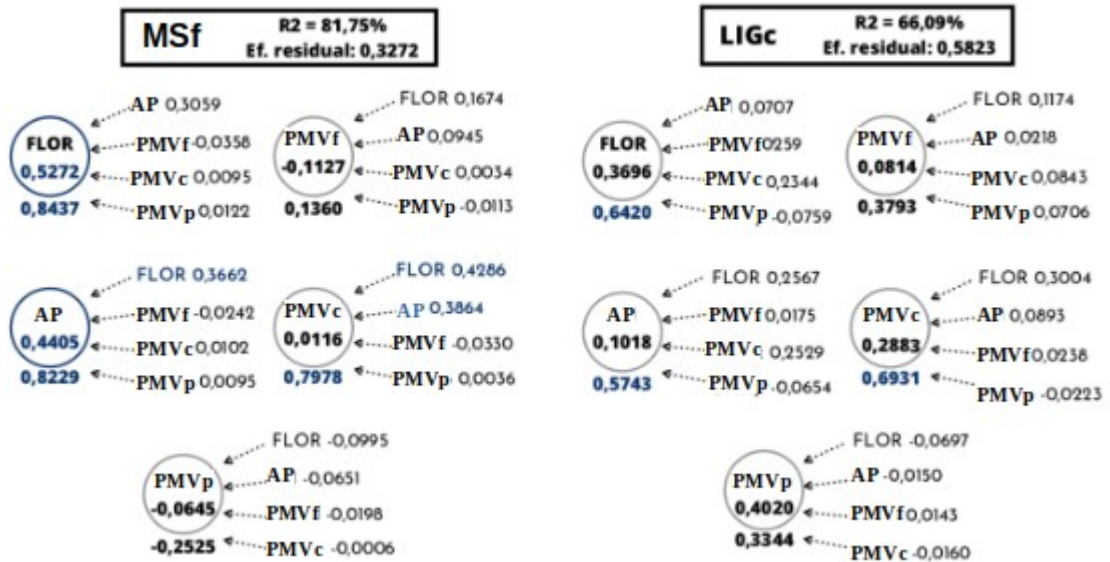 MSf
R2 = 81,75%
Ef. residual: 0,3272
FLOR
0,5272
0,8437
AP 0,3059
PMVf -0,0358
PMVc 0,0095
PMVp 0,0122
PMVf
-0,1127
0,1360
FLOR 0,1674
AP 0,0945
PMVc 0,0034
PMVp -0,0113
AP
0,4405
0,8229
FLOR 0,3662
PMVf -0,0242
PMVc 0,0102
PMVp 0,0095
PMVc
0,0116
0,7978
FLOR 0,4286
AP 0,3864
PMVf -0,0330
PMVp 0,0036
PMVp
-0,0645
-0,2525
FLOR -0,0995
AP -0,0651
PMVf -0,0198
PMVc -0,0006
LIGc
R2 = 66,09%
Ef. residual: 0,5823
FLOR
0,3696
0,6420
AP 0,0707
PMVf0259
PMVc 0,2344
PMVp -0,0759
PMVf
0,0814
0,3793
FLOR 0,1174
AP 0,0218
PMVc 0,0843
PMVp 0,0706
AP
0,1018
0,5743
FLOR 0,2567
PMVf 0,0175
PMVc 0,2529
PMVp -0,0654
PMVc
0,2883
0,6931
FLOR 0,3004
AP 0,0893
PMVf 0,0238
PMVp -0,0223
PMVp
0,4020
0,3344
FLOR -0,0697
AP -0,0150
PMVf 0,0143
PMVc -0,0160